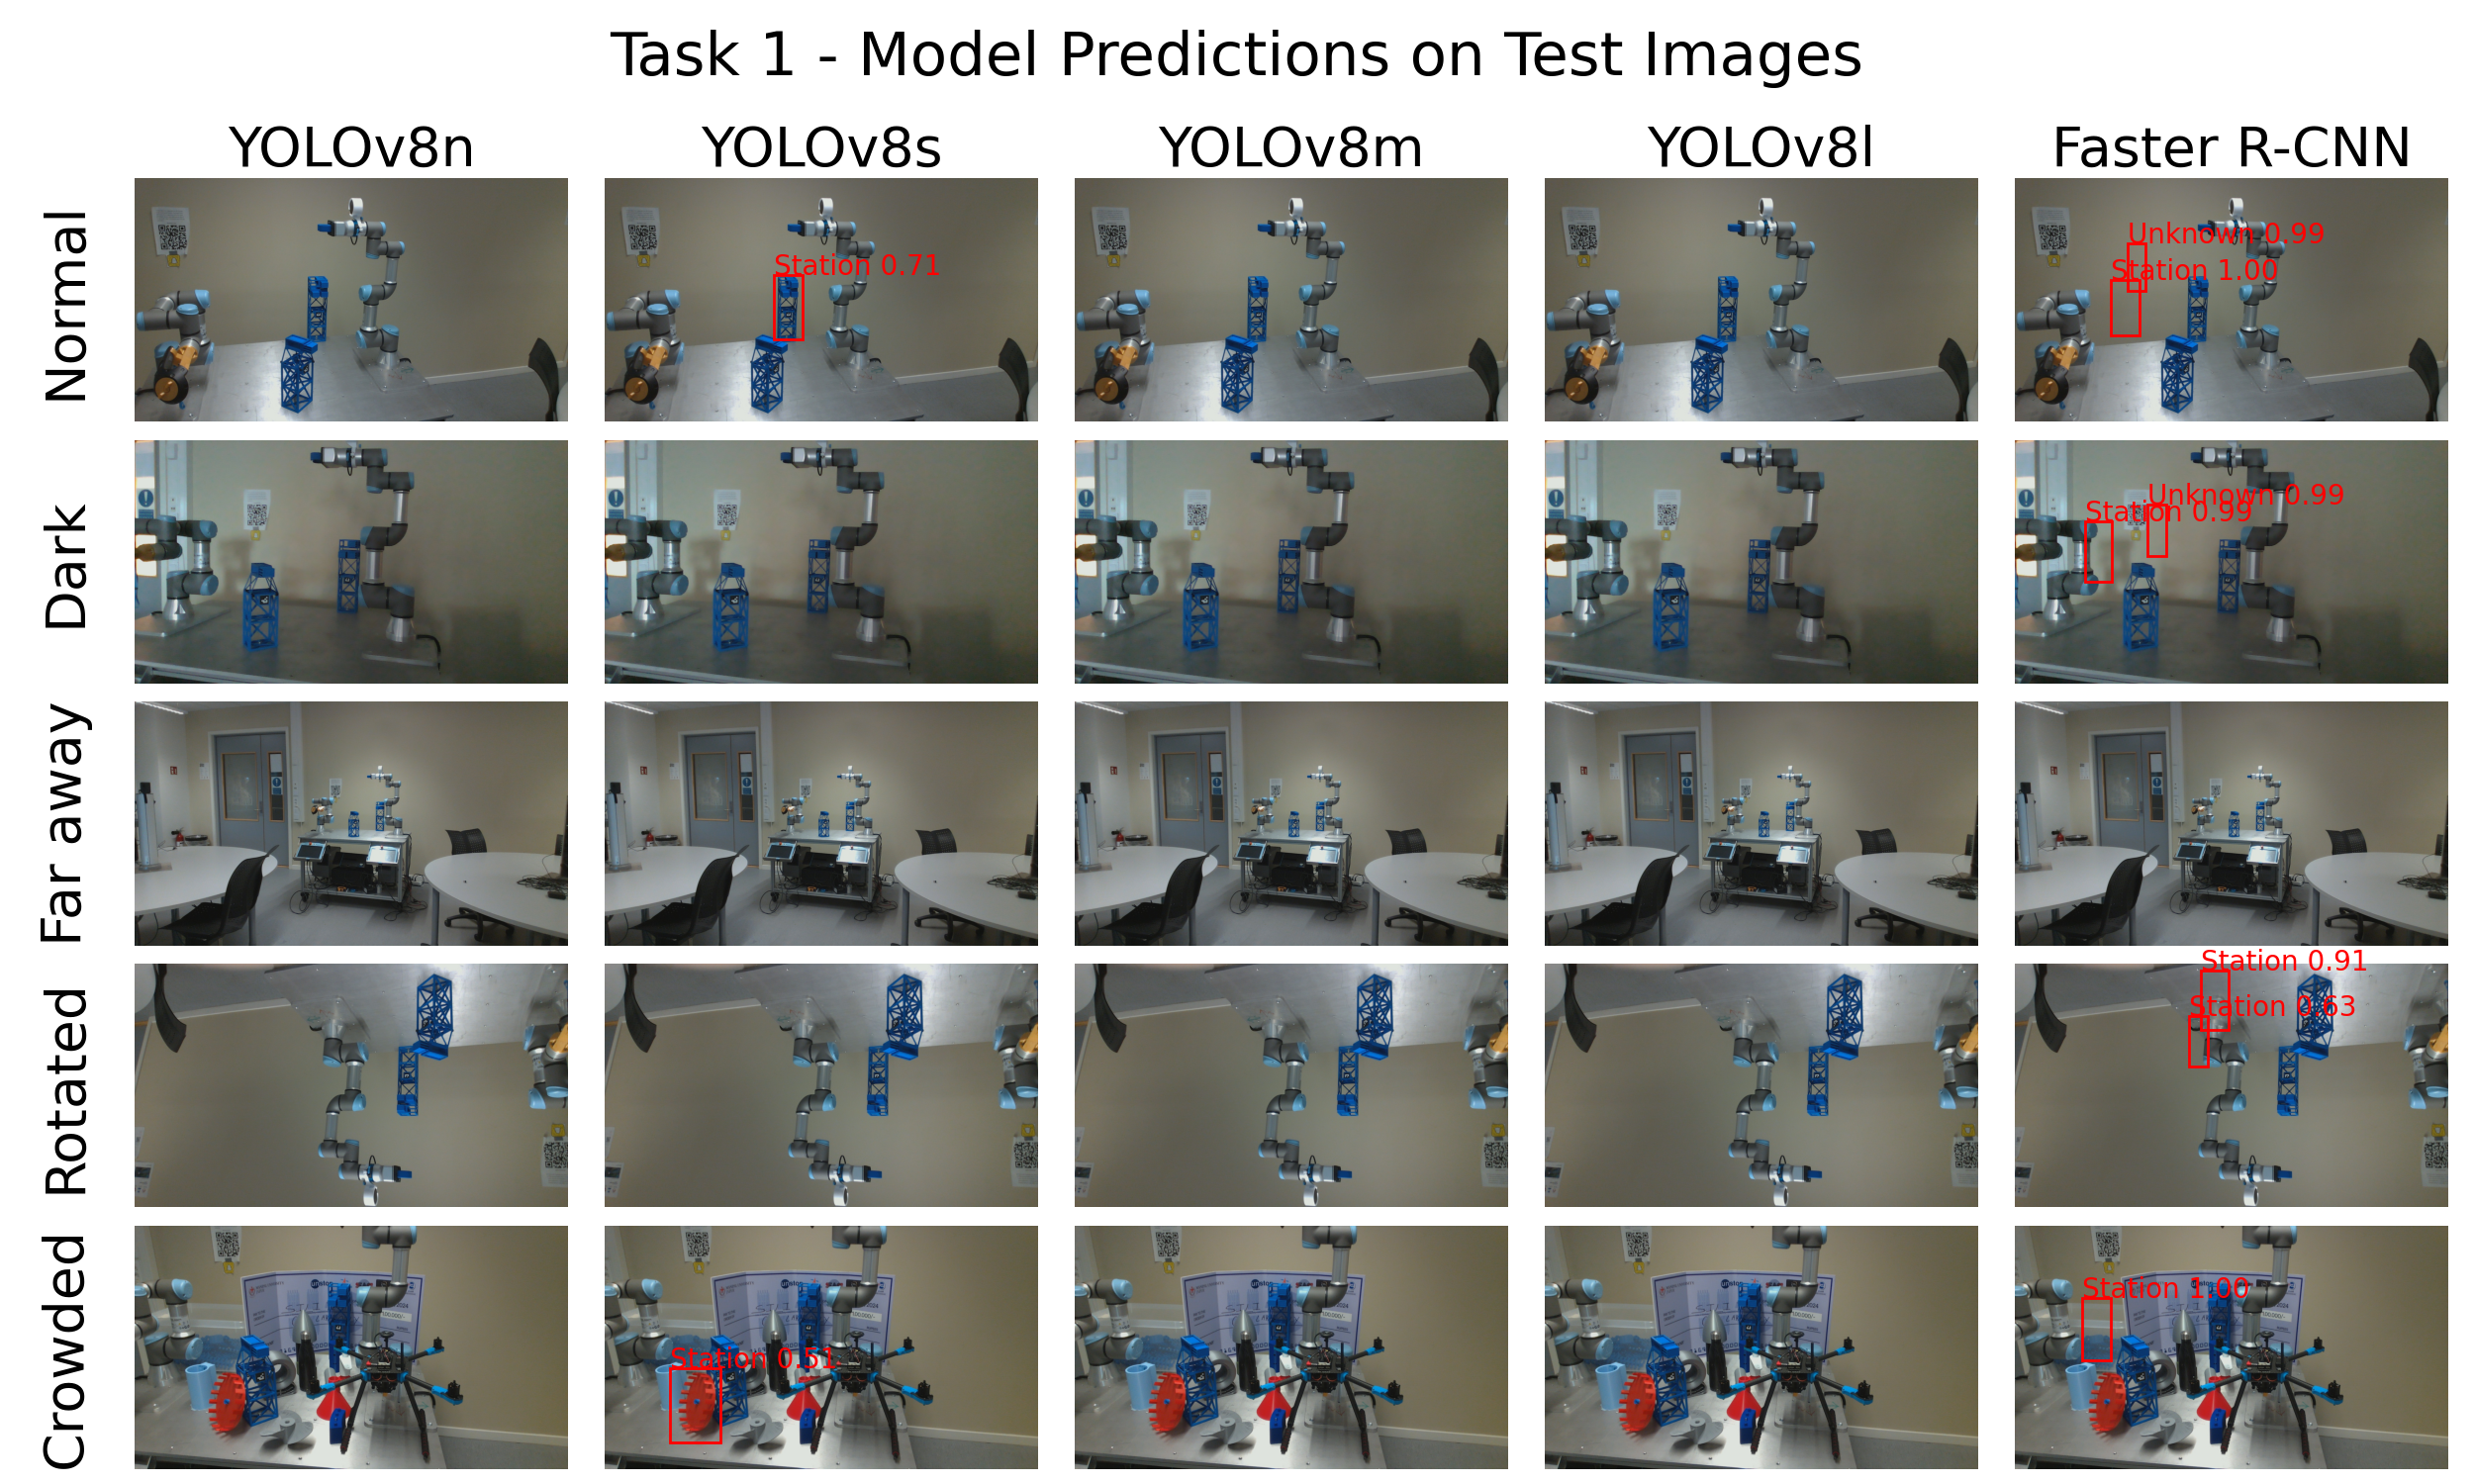 Task 1 - Model Predictions on Test Images
YOLOv8n YOLOv8s YOLOv8m YOLOv8l Faster R-CNN
Normal
Station 0.71
Unknown 0.99
Station 1.00
Dark
Unknown 0.99
Station 0.99
Far away
Rotated
Station 0.91
Station 0.63
Crowded
Station 0.51
Station 1.00